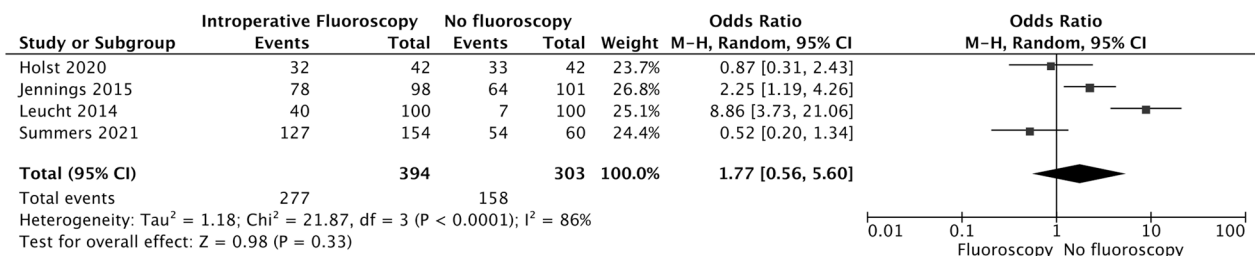 Introperative Fluoroscopy No fluoroscopy Odds Ratio Odds Ratio
Study or Subgroup Events Total Events Total Weight M-H, Random, 95% CI M-H, Random, 95% CI
Holst 2020 32 42 33 42 23.7% 0.87 [0.31, 2.43]
Jennings 2015 78 98 64 101 26.8% 2.25 [1.19, 4.26]
Leucht 2014 40 100 7 100 25.1% 8.86 [3.73, 21.06]
Summers 2021 127 154 54 60 24.4% 0.52 [0.20, 1.34]
Total (95% CI) 394 303 100.0% 1.77 [0.56, 5.60]
Total events 277 158
Heterogeneity: Tau² = 1.18; Chi² = 21.87, df = 3 (P < 0.0001); I² = 86%
Test for overall effect: Z = 0.98 (P = 0.33)
0.01 0.1 1 10 100
Fluoroscopy No fluoroscopy